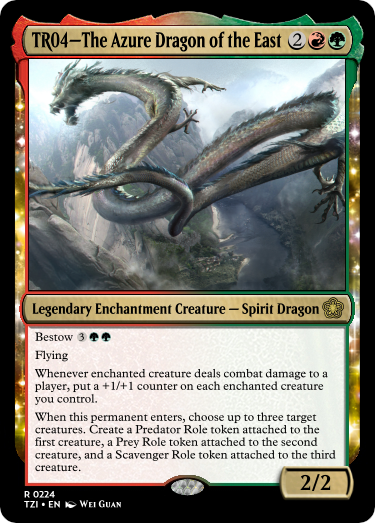 TR04–The Azure Dragon of the East 2
Legendary Enchantment Creature — Spirit Dragon
Bestow 3
Flying
Whenever enchanted creature deals combat damage to a
player, put a +1/+1 counter on each enchanted creature
you control.
When this permanent enters, choose up to three target
creatures. Create a Predator Role token attached to the
first creature, a Prey Role token attached to the second
creature, and a Scavenger Role token attached to the third
creature.
2/2
R 0224
TZI • EN Wei Guan